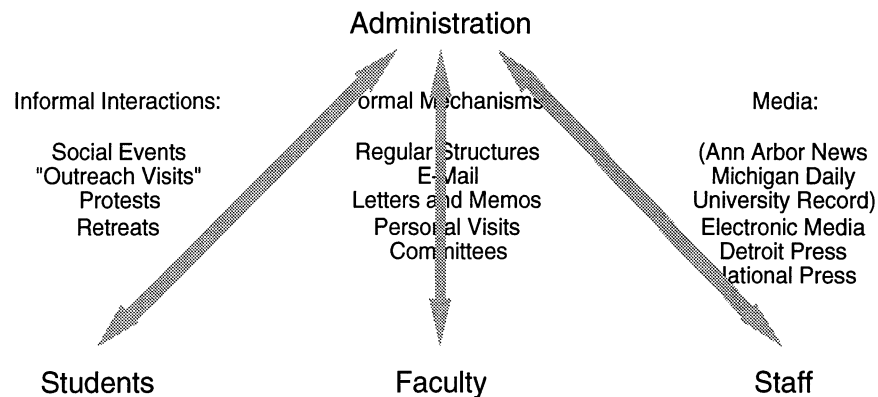 Administration
Informal Interactions:
Social Events
"Outreach Visits"
Protests
Retreats
Formal Mechanisms
Regular Structures
E-Mail
Letters and Memos
Personal Visits
Committees
Media:
(Ann Arbor News
Michigan Daily
University Record)
Electronic Media
Detroit Press
National Press
Students
Faculty
Staff